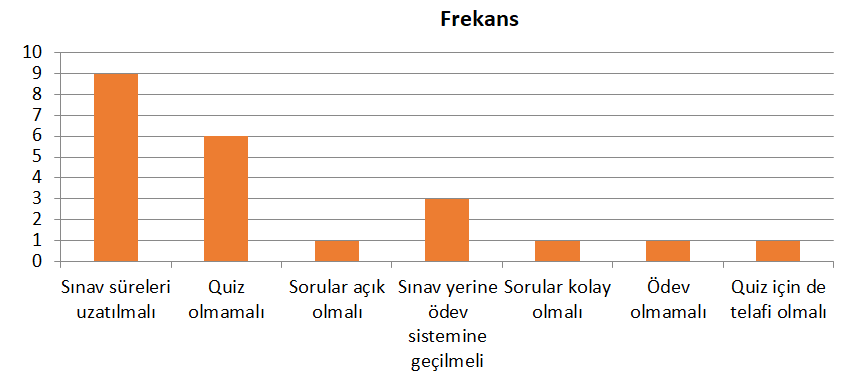 Frekans
10
9
8
7
6
5
4
3
2
1
0
Sınav süreleri
uzatılmalı
Quiz
olmamalı
Sorular açık
olmalı
Sınav yerine
ödev
sistemine
geçilmeli
Sorular kolay
olmalı
Ödev
olmamalı
Quiz için de
telafi olmalı